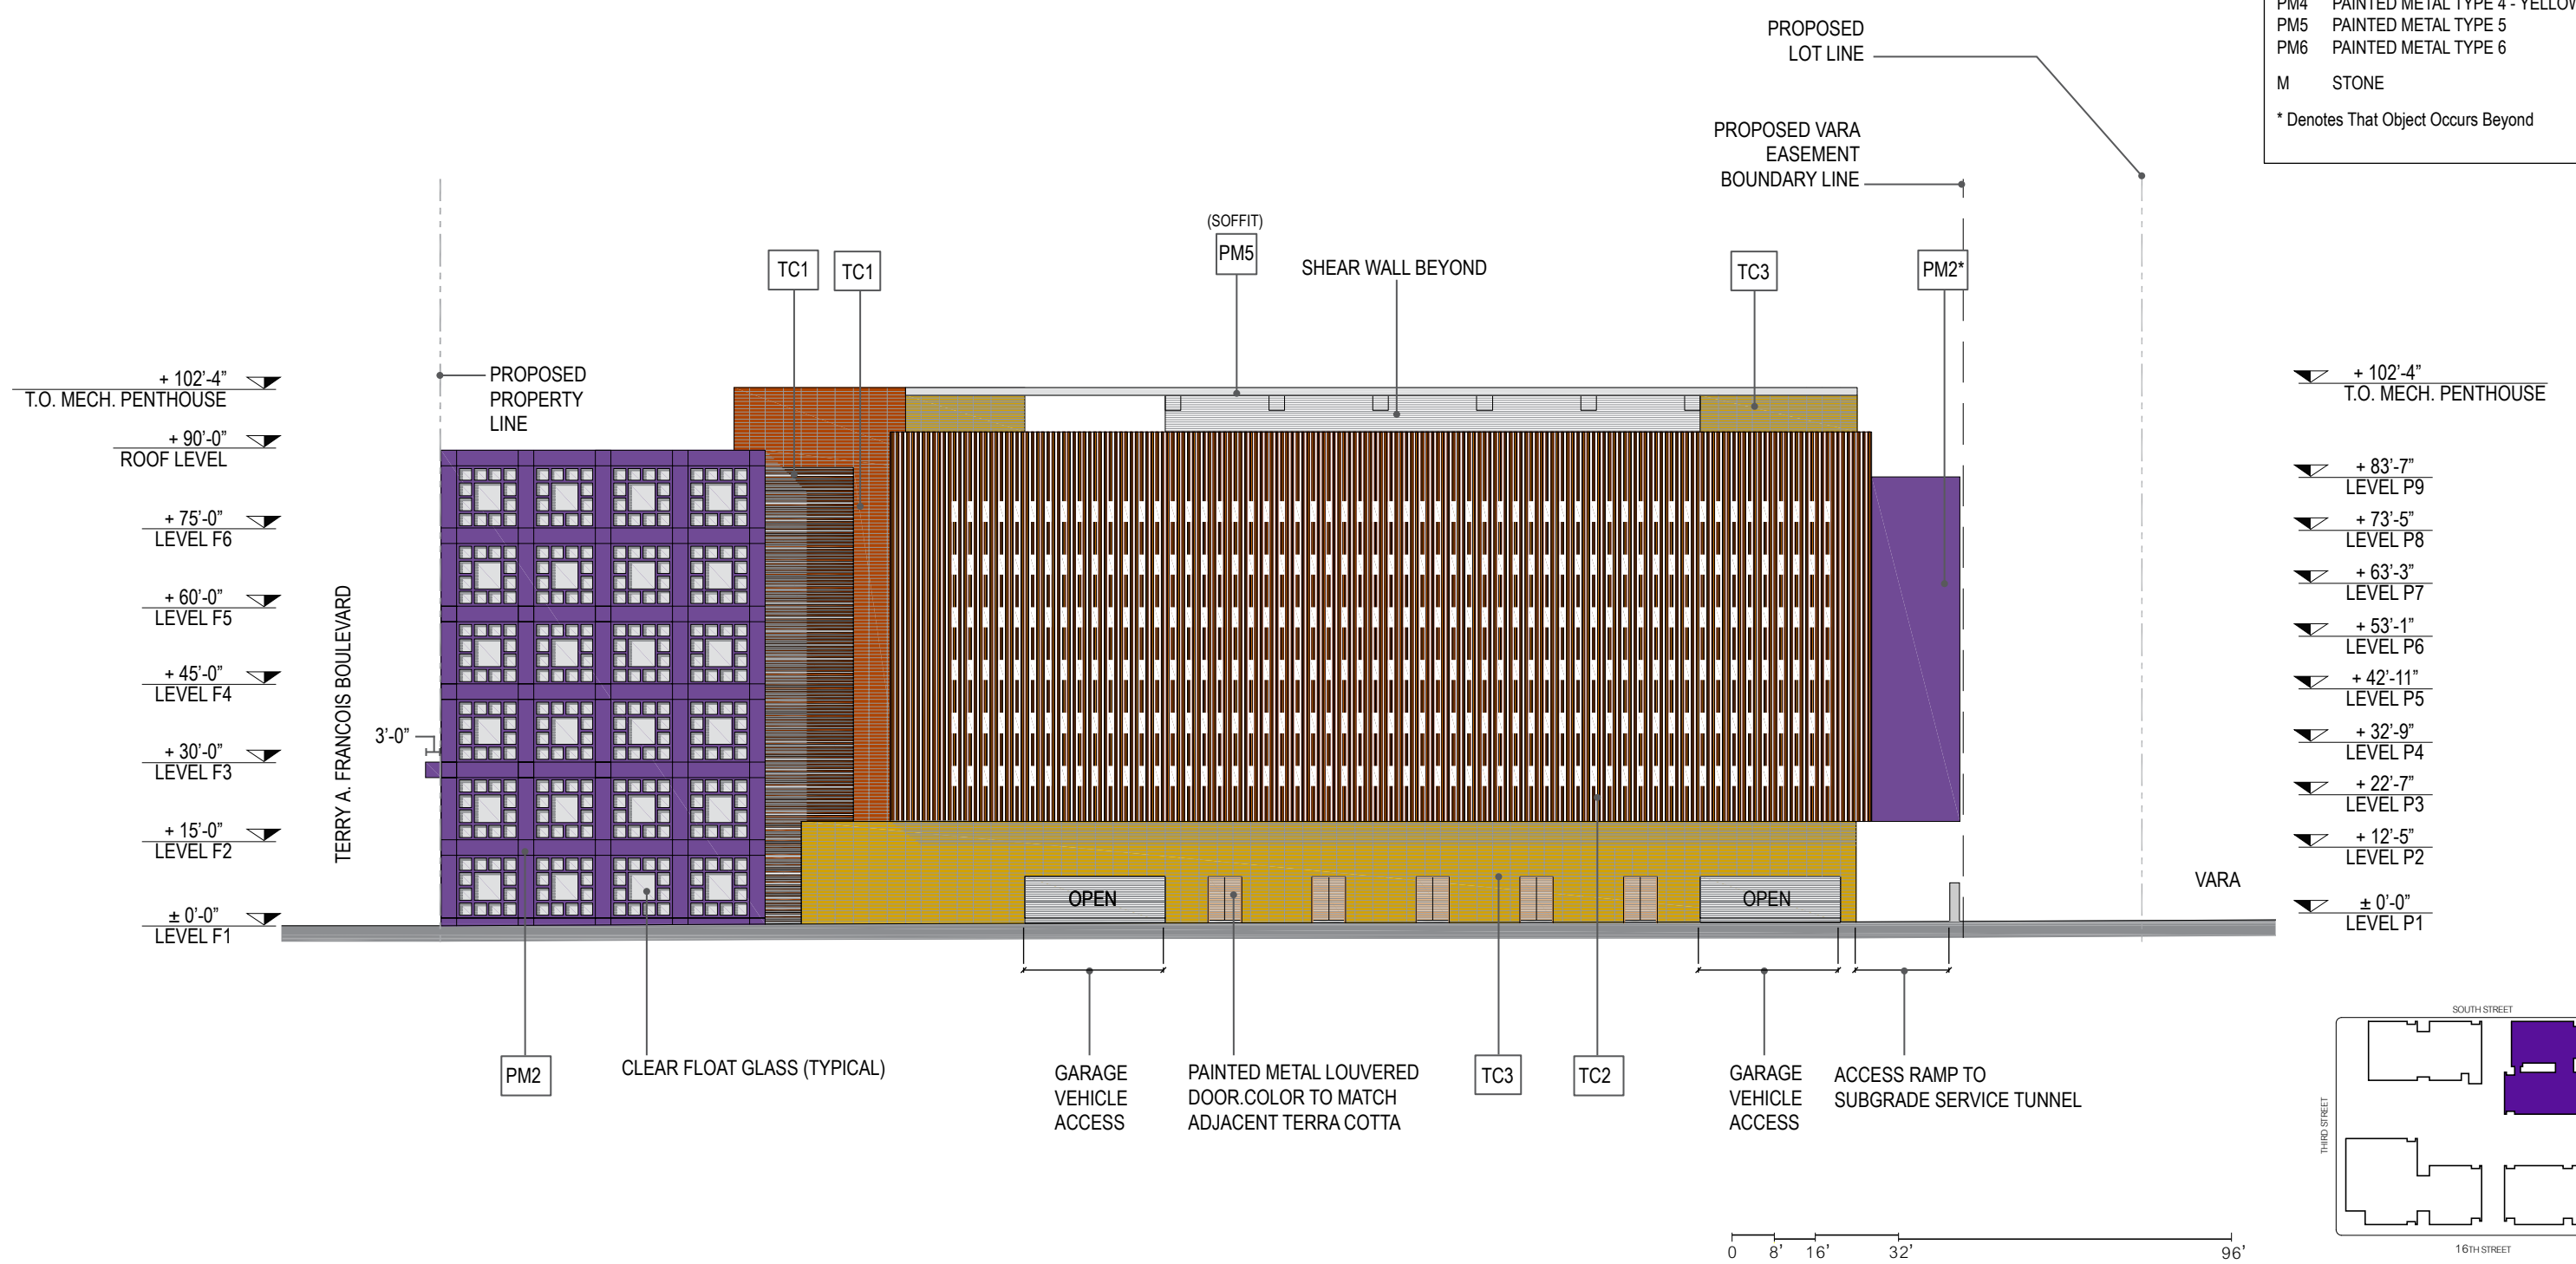 PM4 PAINTED METAL TYPE 4 - YELLOW
PM5 PAINTED METAL TYPE 5
PM6 PAINTED METAL TYPE 6
M STONE
* Denotes That Object Occurs Beyond
PROPOSED
LOT LINE
PROPOSED VARA
EASEMENT
BOUNDARY LINE
(SOFFIT)
PM5
SHEAR WALL BEYOND
TC1
TC1
TC3
PM2*
PROPOSED
PROPERTY
LINE
+ 102'-4"
T.O. MECH. PENTHOUSE
+ 90'-0"
ROOF LEVEL
+ 75'-0"
LEVEL F6
+ 60'-0"
LEVEL F5
+ 45'-0"
LEVEL F4
+ 30'-0"
LEVEL F3
+ 15'-0"
LEVEL F2
± 0'-0"
LEVEL F1
TERRY A. FRANCOIS BOULEVARD
3'-0"
+ 102'-4"
T.O. MECH. PENTHOUSE
+ 83'-7"
LEVEL P9
+ 73'-5"
LEVEL P8
+ 63'-3"
LEVEL P7
+ 53'-1"
LEVEL P6
+ 42'-11"
LEVEL P5
+ 32'-9"
LEVEL P4
+ 22'-7"
LEVEL P3
+ 12'-5"
LEVEL P2
± 0'-0"
LEVEL P1
VARA
OPEN
OPEN
PM2
CLEAR FLOAT GLASS (TYPICAL)
GARAGE
VEHICLE
ACCESS
PAINTED METAL LOUVERED
DOOR.COLOR TO MATCH
ADJACENT TERRA COTTA
TC3
TC2
GARAGE
VEHICLE
ACCESS
ACCESS RAMP TO
SUBGRADE SERVICE TUNNEL
SOUTH STREET
THIRD STREET
16TH STREET
0 8' 16' 32' 96'